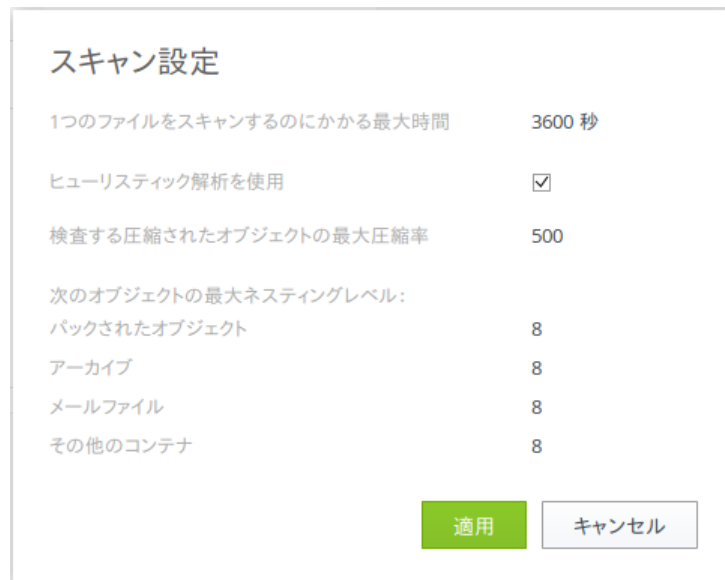 スキャン設定
1つのファイルをスキャンするのにかかる最大時間 3600 秒
ヒューリスティック解析を使用
検査する圧縮されたオブジェクトの最大圧縮率 500
次のオブジェクトの最大ネスティングレベル：
パックされたオブジェクト 8
アーカイブ 8
メールファイル 8
その他のコンテナ 8
適用 キャンセル